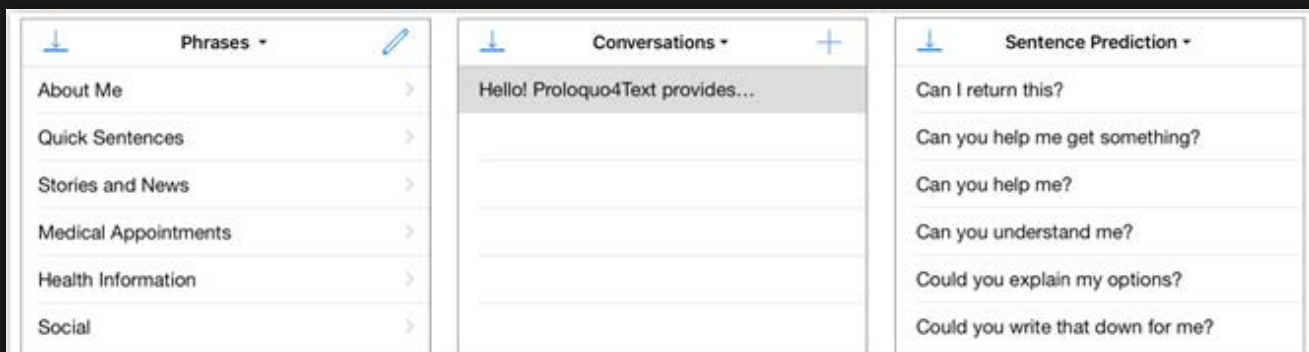 Phrases
About Me
Quick Sentences
Stories and News
Medical Appointments
Health Information
Social
Conversations
Hello! Proloquo4Text provides...
Sentence Prediction
Can I return this?
Can you help me get something?
Can you help me?
Can you understand me?
Could you explain my options?
Could you write that down for me?